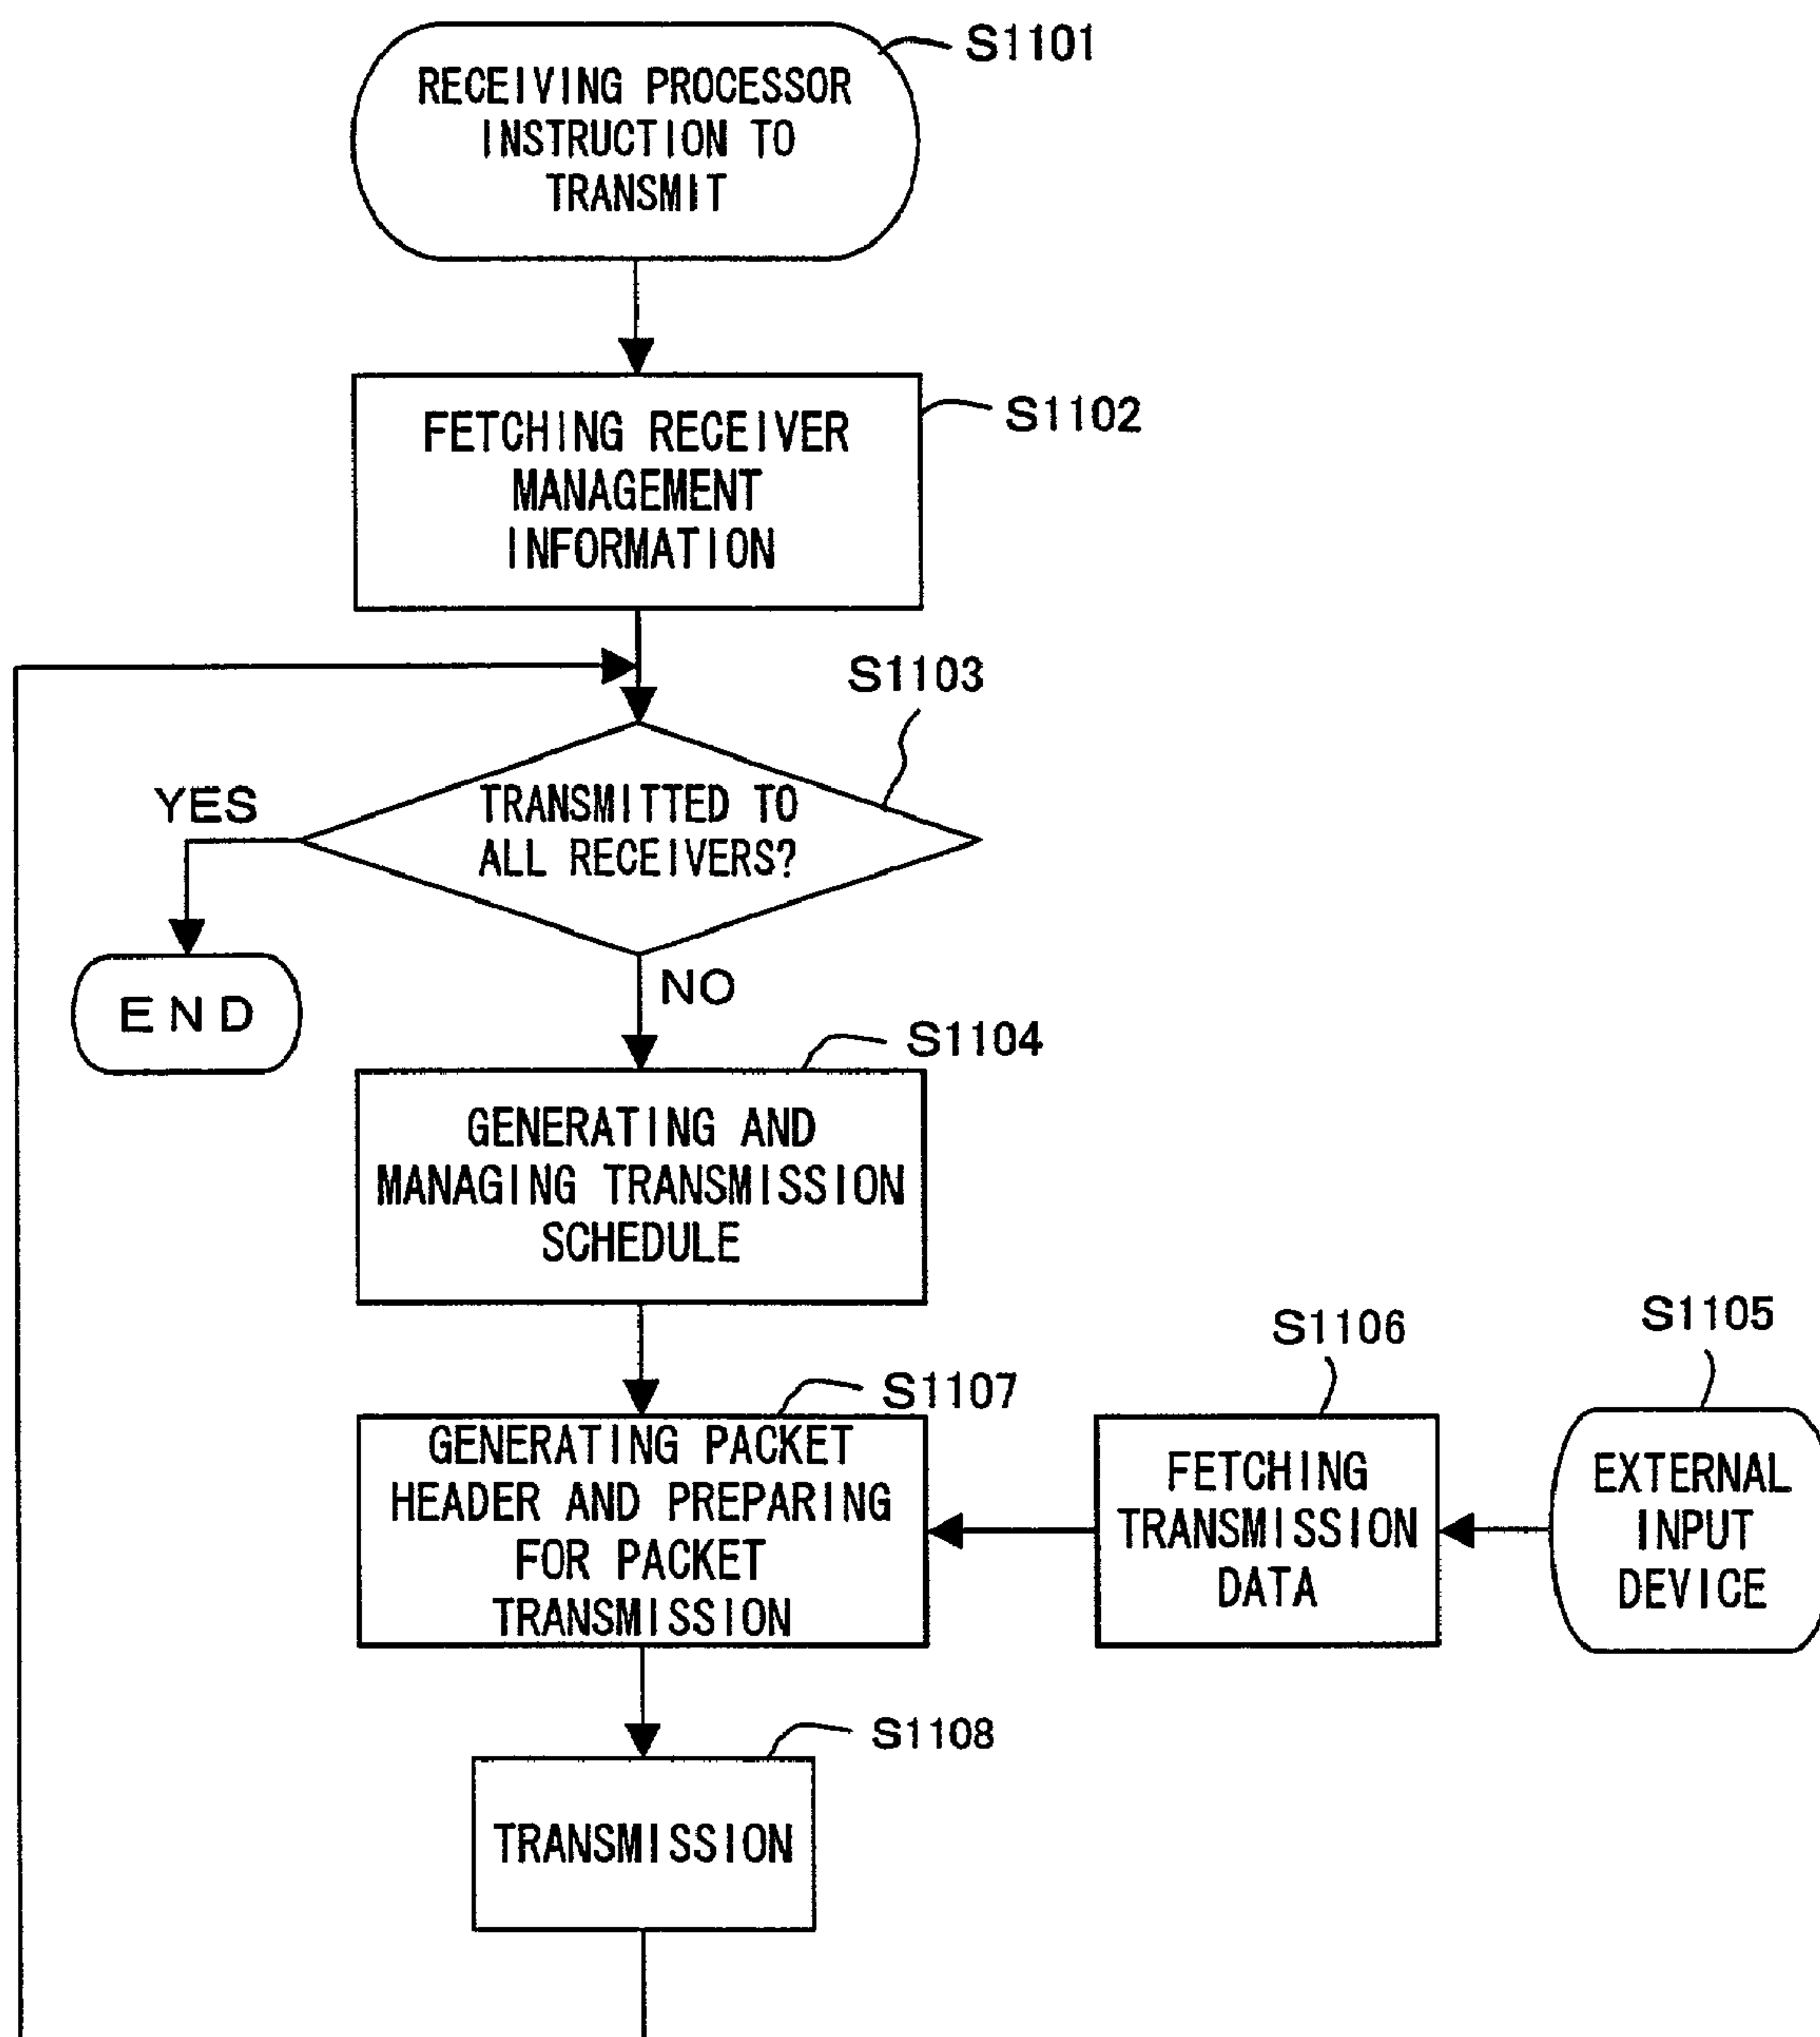 S1101
RECEIVING PROCESSOR
INSTRUCTION TO
TRANSMIT
S1102
FETCHING RECEIVER
MANAGEMENT
INFORMATION
S1103
YES
TRANSMITTED TO
ALL RECEIVERS?
END
NO
S1104
GENERATING AND
MANAGING TRANSMISSION
SCHEDULE
S1107
GENERATING PACKET
HEADER AND PREPARING
FOR PACKET
TRANSMISSION
S1106
FETCHING
TRANSMISSION
DATA
S1105
EXTERNAL
INPUT
DEVICE
S1108
TRANSMISSION